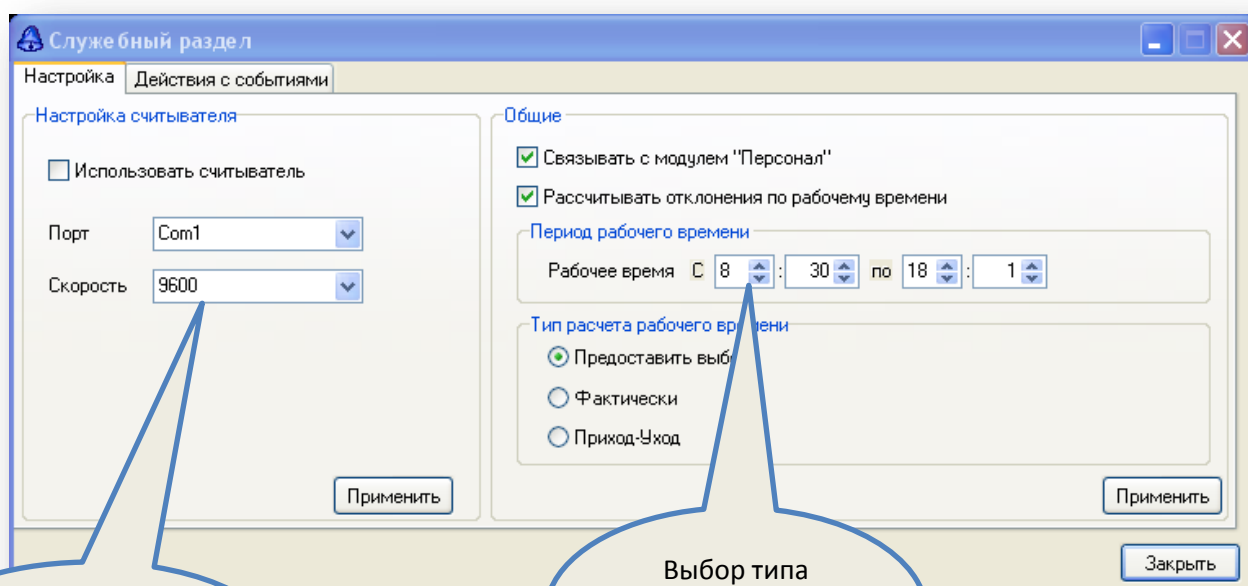 Служебный раздел
Настройка Действия с событиями
Настройка считывателя
Использовать считыватель
Порт Com1
Скорость 9600
Применить
Общие
Связывать с модулем "Персонал"
Рассчитывать отклонения по рабочему времени
Период рабочего времени
Рабочее время С 8 : 30 по 18 : 1
Тип расчета рабочего времени
Предоставить выб
Фактически
Приход-Уход
Применить
Выбор типа
Закрыть